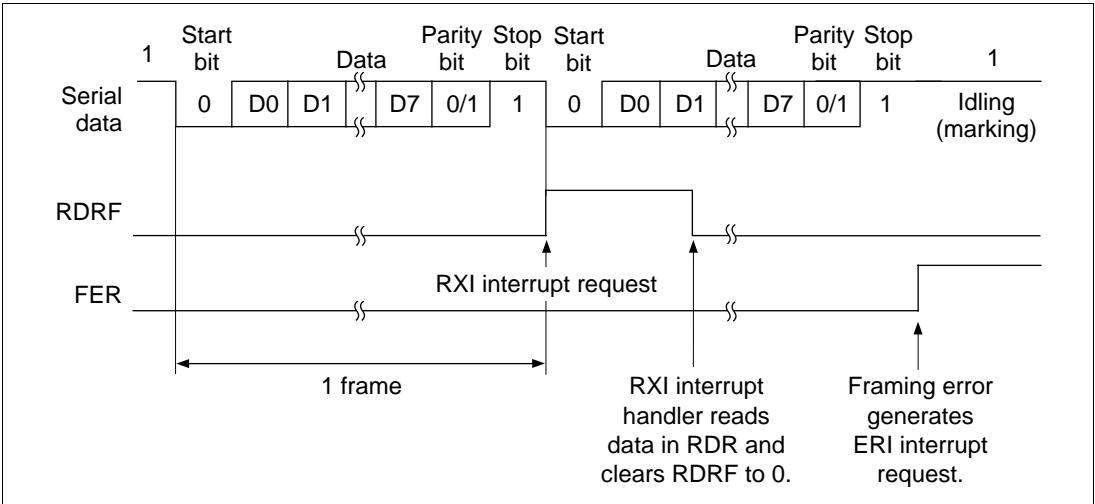 1 Start bit Data Parity bit Stop bit Start bit Data Parity bit Stop bit 1
Serial data 0 D0 D1 D7 0/1 1 0 D0 D1 D7 0/1 1 Idling (marking)
RDRF
RXI interrupt request
FER
1 frame
RXI interrupt
handler reads
data in RDR and
clears RDRF to 0.
Framing error
generates
ERI interrupt
request.